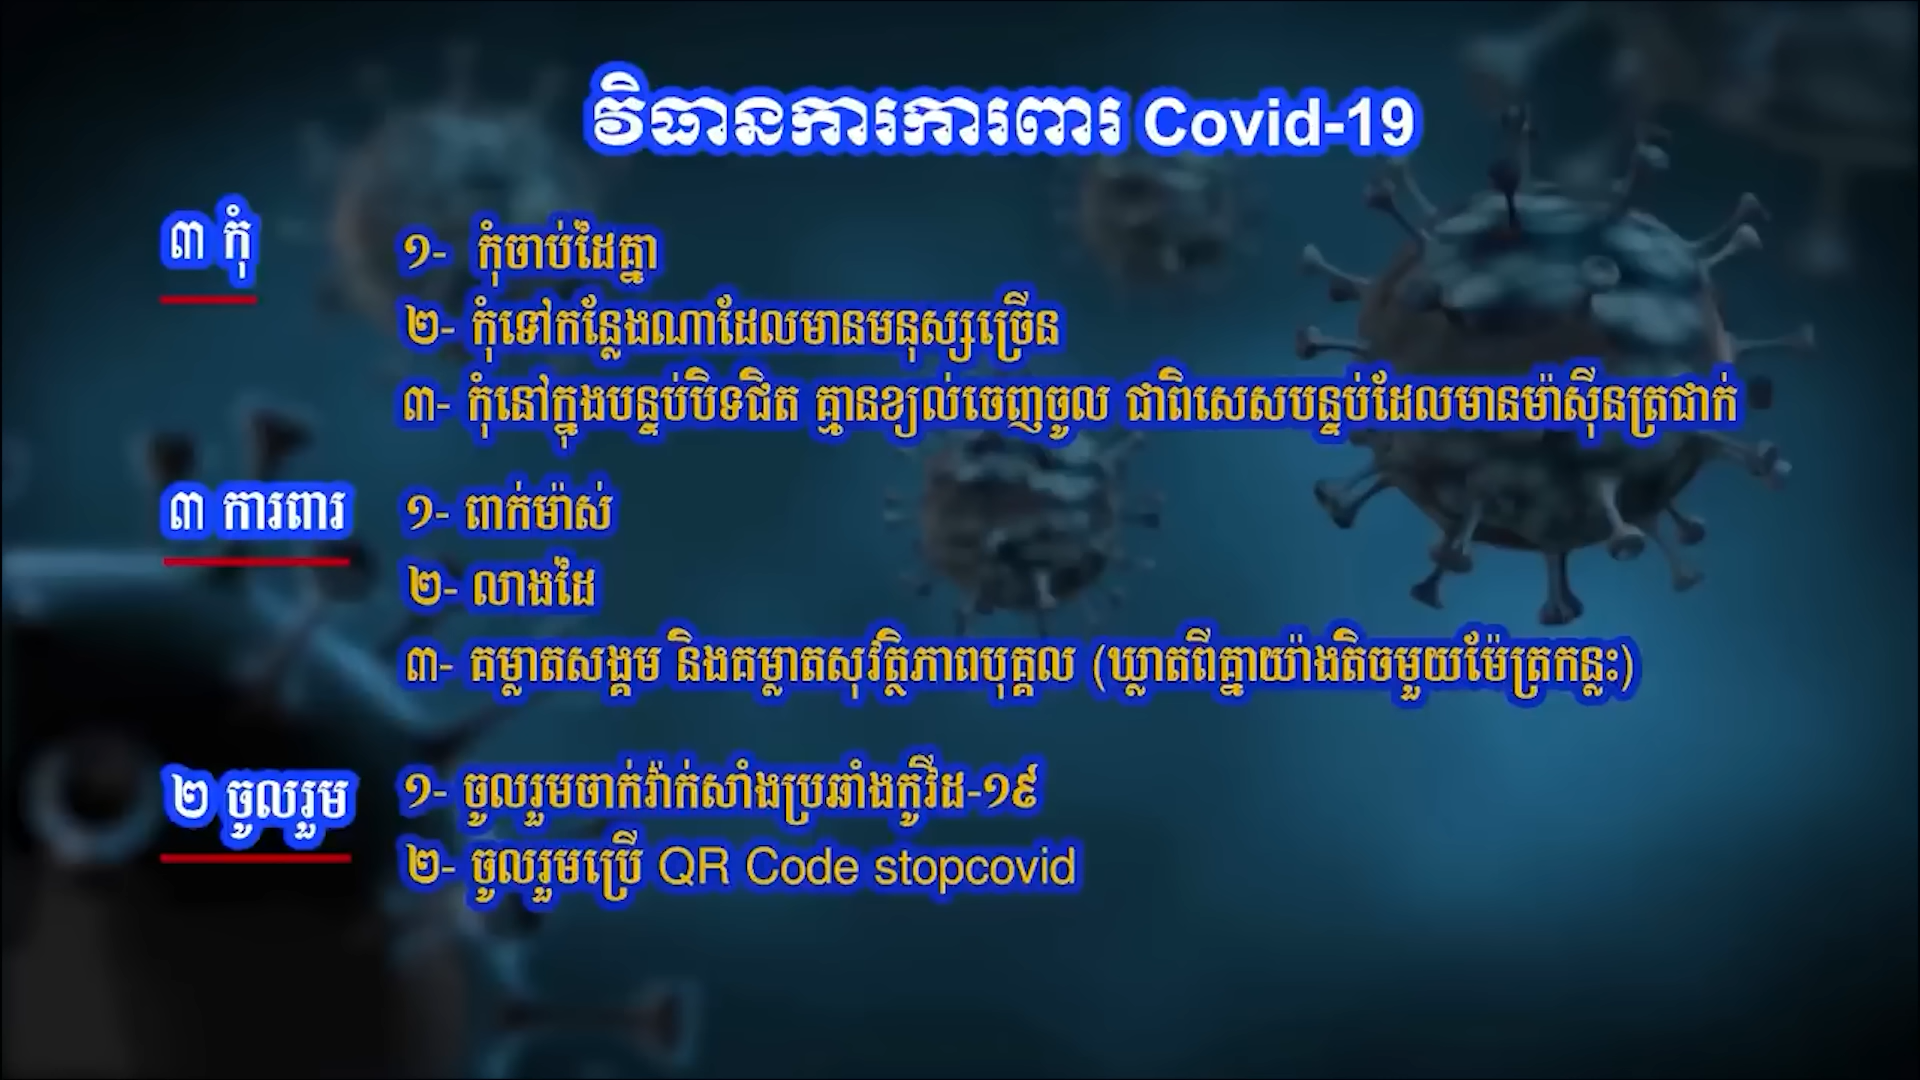 វិធានការការពារ Covid-19
៣ កុំ
១- កុំចាប់ដៃគ្នា
២- កុំទៅកន្លែងណាដែលមានមនុស្សច្រើន
៣- កុំនៅក្នុងបន្ទប់បិទជិត គ្មានខ្យល់ចេញចូល ជាពិសេសបន្ទប់ដែលមានម៉ាស៊ីនត្រជាក់
៣ ការពារ
១- ពាក់ម៉ាស់
២- លាងដៃ
៣- គម្លាតសង្គម និងគម្លាតសុវត្ថិភាពបុគ្គល (ឃ្លាតពីគ្នាយ៉ាងតិចមួយម៉ែត្រកន្លះ)
២ ចូលរួម
១- ចូលរួមចាក់វ៉ាក់សាំងប្រឆាំងកូវីដ-១៩
២- ចូលរួមប្រើ QR Code stopcovid